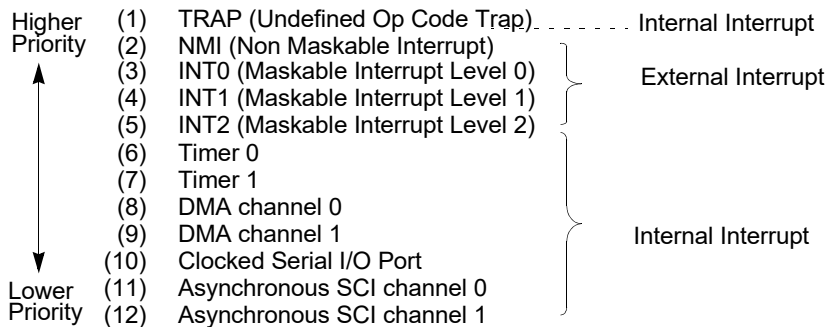 Higher Priority
(1) TRAP (Undefined Op Code Trap) Internal Interrupt
(2) NMI (Non Maskable Interrupt)
(3) INT0 (Maskable Interrupt Level 0) External Interrupt
(4) INT1 (Maskable Interrupt Level 1)
(5) INT2 (Maskable Interrupt Level 2)
(6) Timer 0
(7) Timer 1
(8) DMA channel 0
(9) DMA channel 1 Internal Interrupt
(10) Clocked Serial I/O Port
(11) Asynchronous SCI channel 0
(12) Asynchronous SCI channel 1
Lower Priority